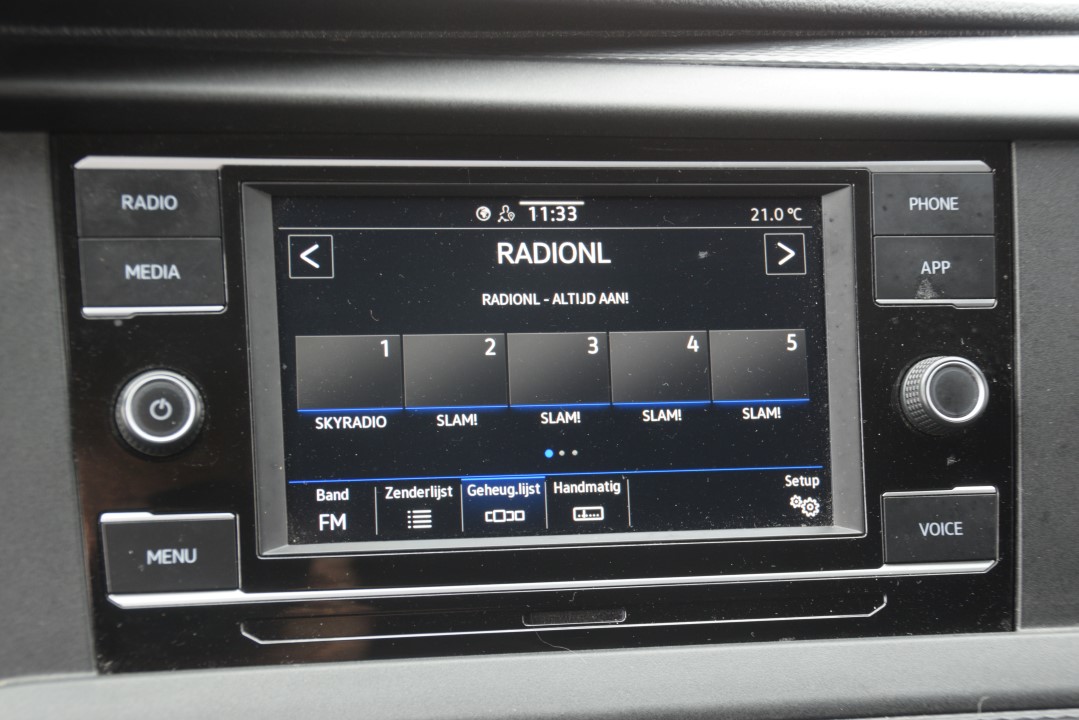 RADIO
MEDIA
MENU
11:33
21.0 °C
<
RADIONL
>
RADIONL - ALTIJD AAN!
1 2 3 4 5
SKYRADIO SLAM! SLAM! SLAM! SLAM!
Band Zenderlijst Geheug.lijst Handmatig Setup
FM
PHONE
APP
VOICE